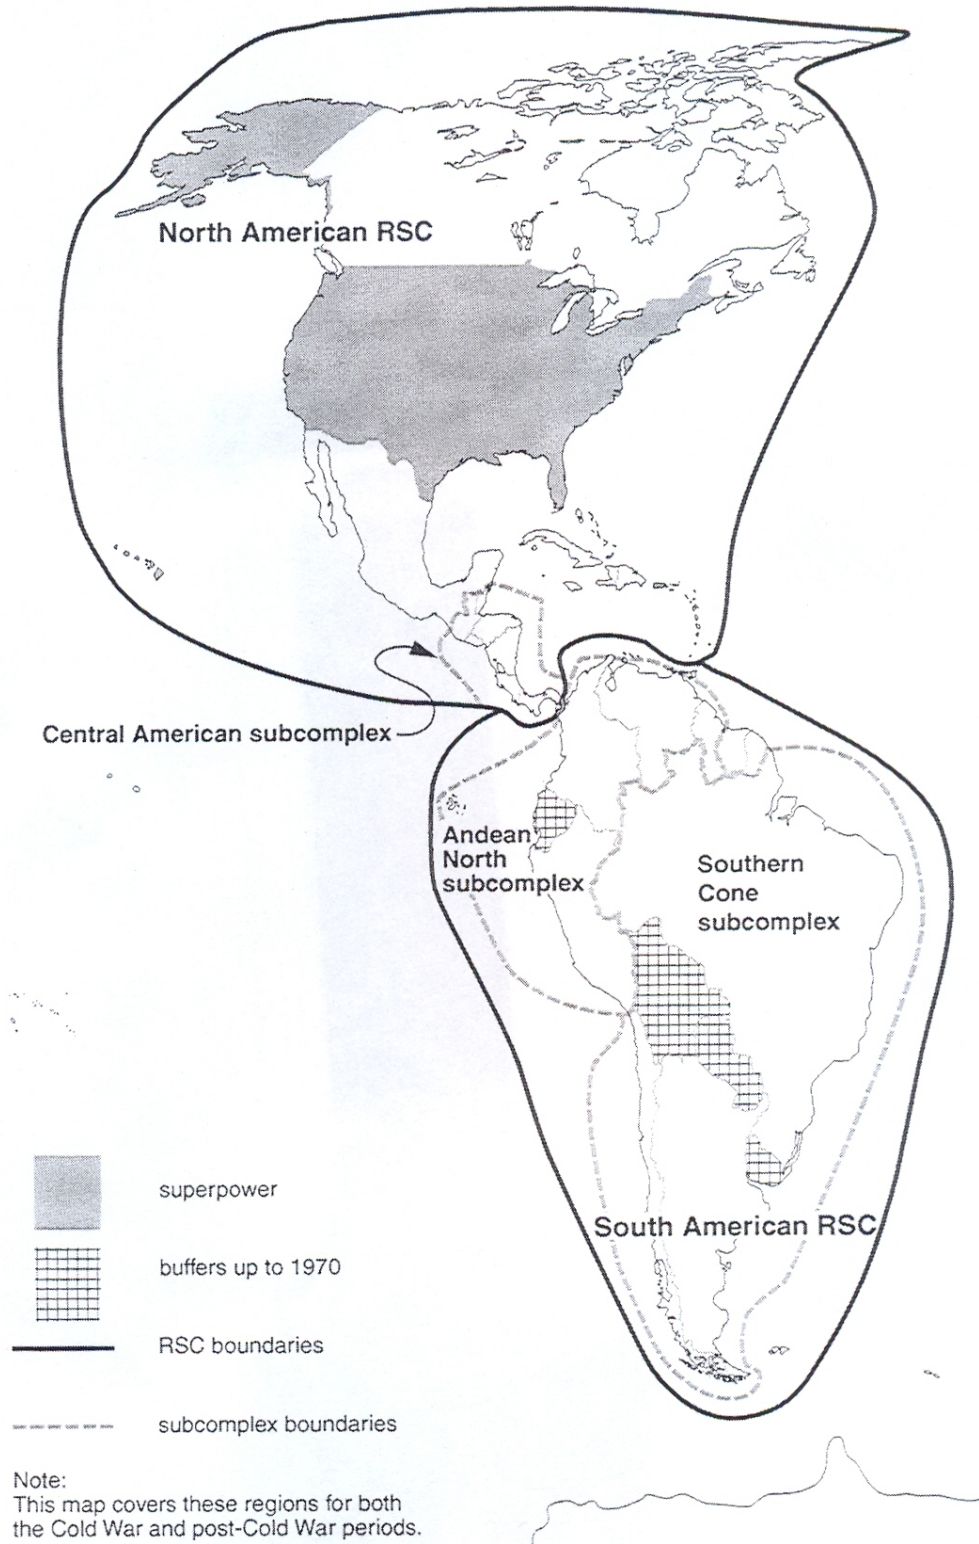 North American RSC
Central American subcomplex
Andean
North
subcomplex
Southern
Cone
subcomplex
South American RSC
superpower
buffers up to 1970
RSC boundaries
subcomplex boundaries
Note:
This map covers these regions for both
the Cold War and post-Cold War periods.